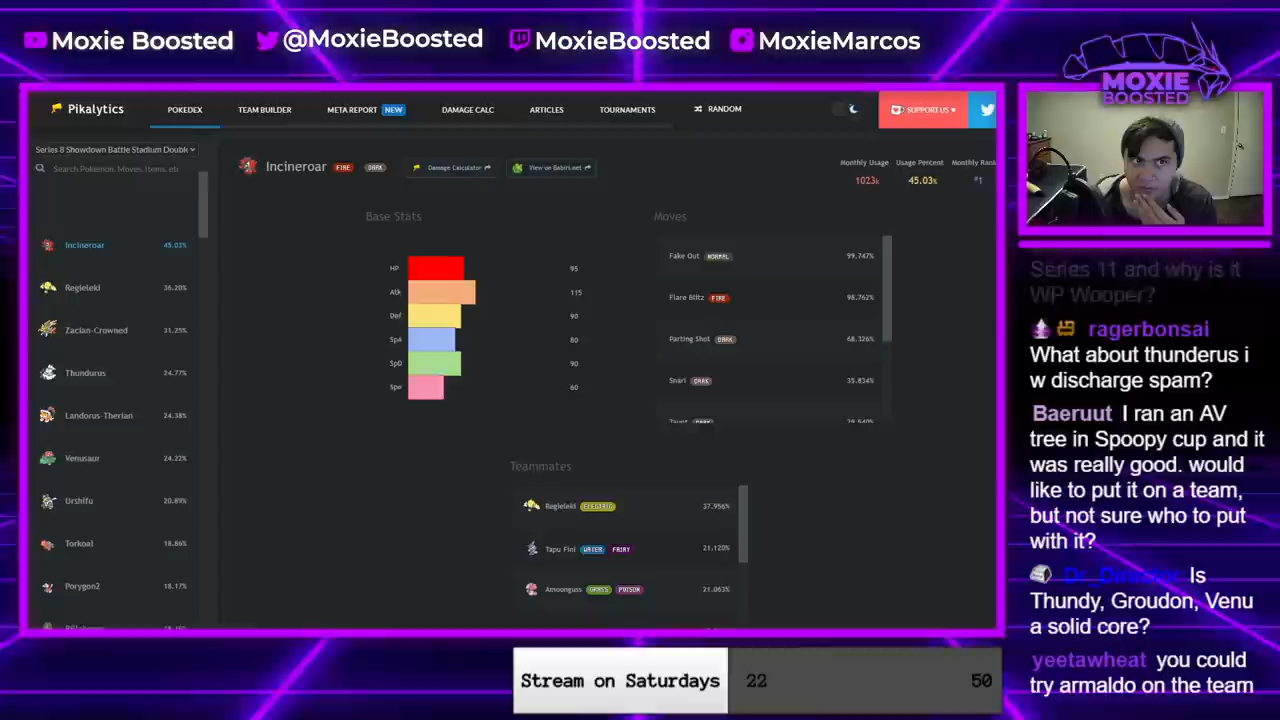 Moxie Boosted @MoxieBoosted MoxieBoosted MoxieMarcos
MOXIE
BOOSTED
Pikalytics POKEDEX TEAM BUILDER META REPORT NEW DAMAGE CALC ARTICLES TOURNAMENTS RANDOM SUPPORT US
Series 8 Showdown Battle Stadium Double
Search Pokemon, Moves, Items, etc
Incineroar FIRE DARK Damage Calculator
Monthly Usage Usage Percent Monthly Rank
1023k 45.03% #1
Incineroar 45.03%
Regieleki 36.20%
Zacian-Crowned 31.25%
Thundurus 24.77%
Landorus-Therian 24.38%
Venusaur 24.22%
Urshifu 20.89%
Torkoal 18.86%
Porygon2 18.17%
Base Stats
HP 95
Atk 115
Def 90
SpA 80
SpD 90
Spe 60
Moves
Fake Out NORMAL 99.747%
Flare Blitz FIRE 98.762%
Parting Shot DARK 68.326%
Snarl DARK 35.834%
Taunt DARK 29.540%
Teammates
Regieleki ELECTRIC 37.956%
Tapu Fini WATER FAIRY 21.120%
Amoonguss GRASS POISON 21.063%
Series 11 and why is it
WP Wooper?
ragerbonsai
What about thunderus i
w discharge spam?
Baeruut I ran an AV
tree in Spoopy cup and it
was really good. would
like to put it on a team,
but not sure who to put
with it?
Is
Thundy, Groudon, Venu
a solid core?
yeetawheat you could
try armaldo on the team
Stream on Saturdays 22 50